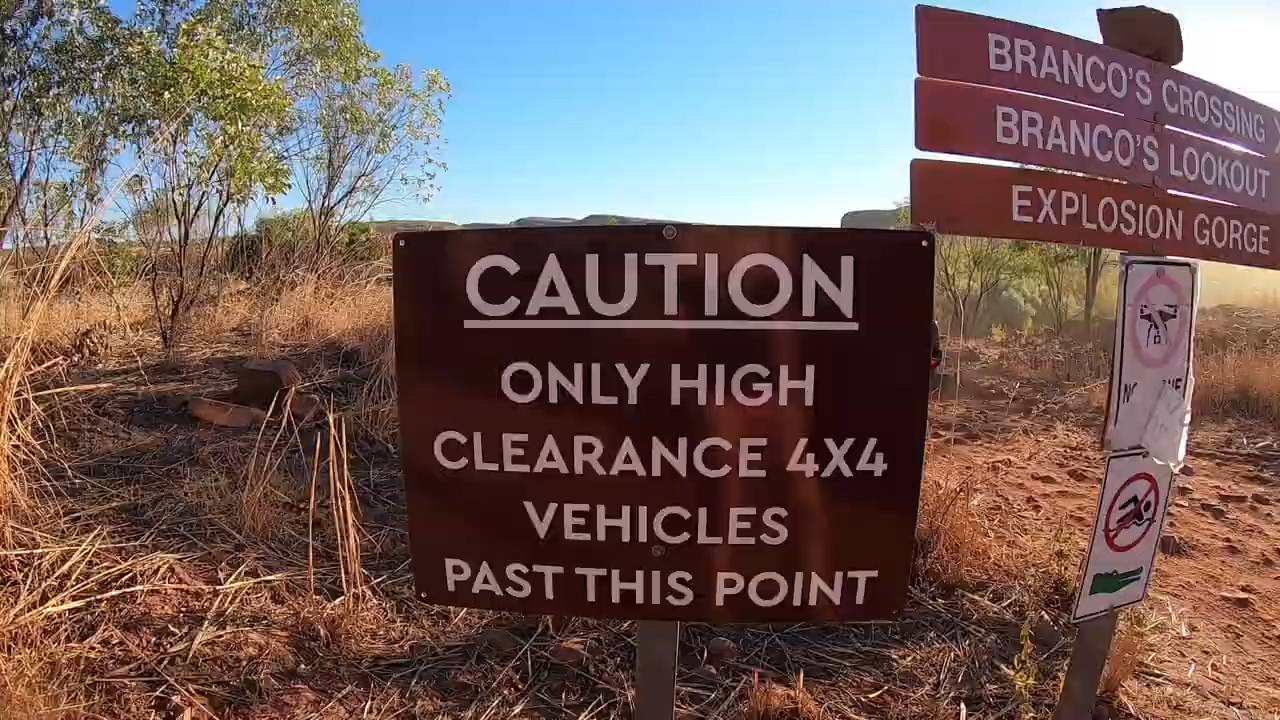 CAUTION
ONLY HIGH
CLEARANCE 4X4
VEHICLES
PAST THIS POINT
BRANCO'S CROSSING
BRANCO'S LOOKOUT
EXPLOSION GORGE